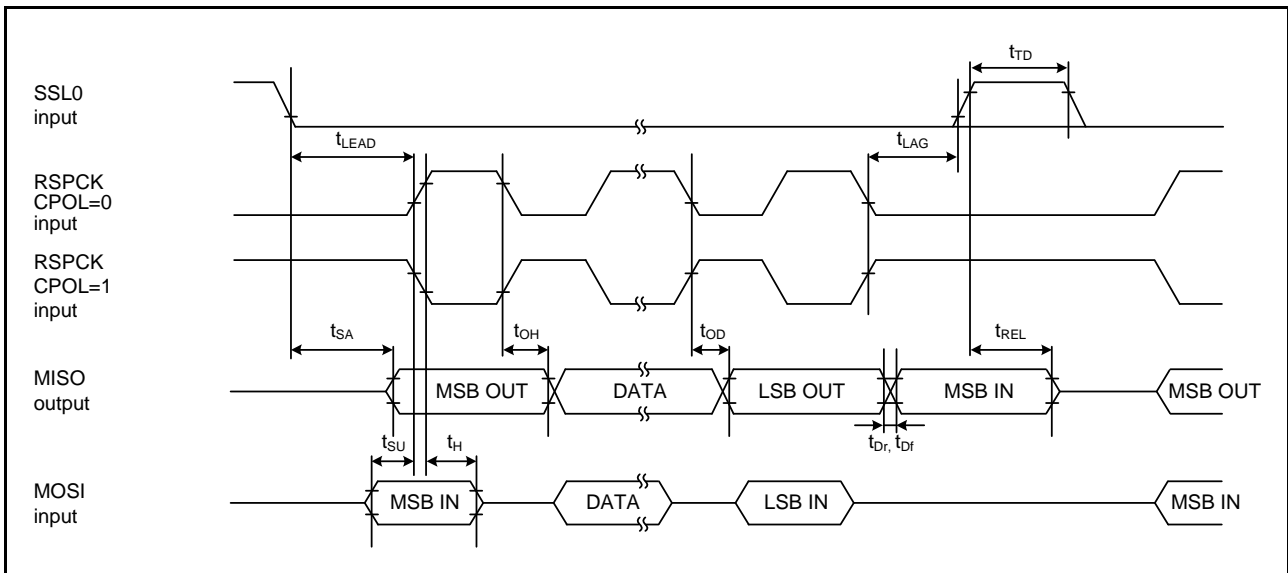 tTD
SSL0
input
tLEAD
tLAG
RSPCK
CPOL=0
input
RSPCK
CPOL=1
input
tSA
tOH
tOD
tREL
MISO
output
MSB OUT
DATA
LSB OUT
MSB IN
MSB OUT
tSU
tH
tDr, tDf
MOSI
input
MSB IN
DATA
LSB IN
MSB IN